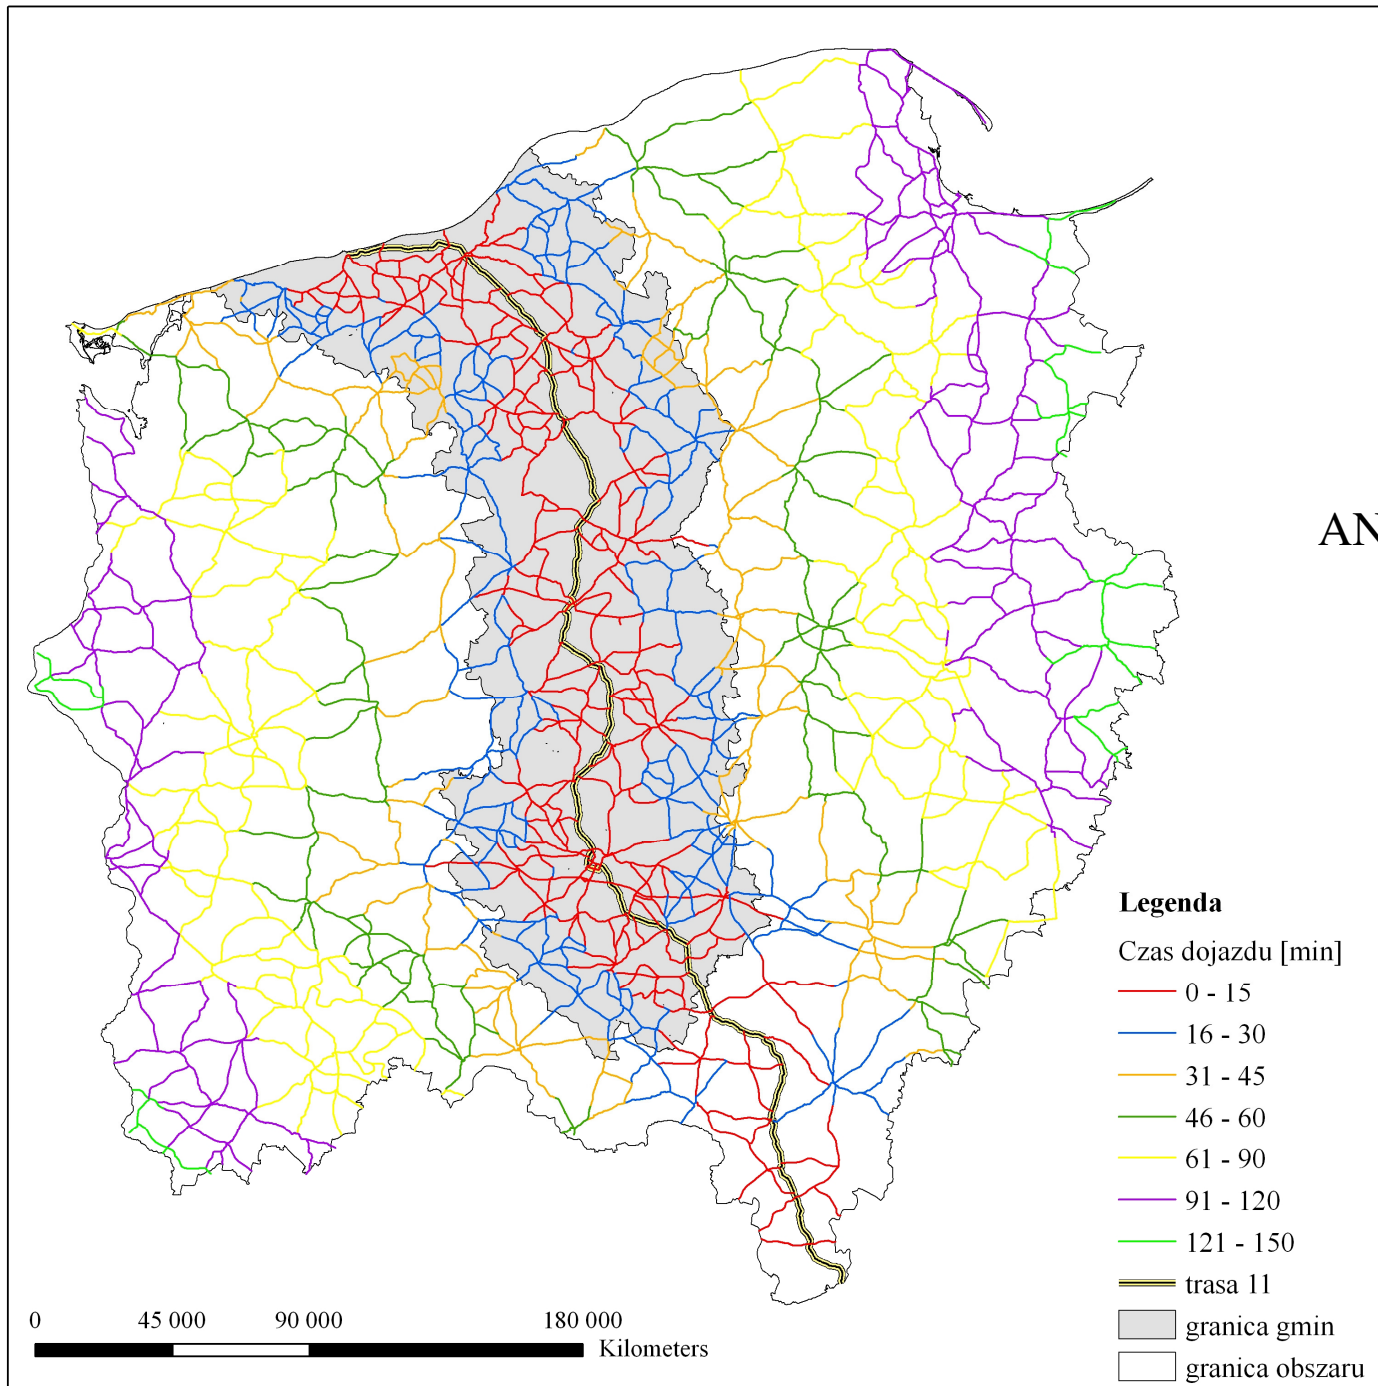 AN
Legenda
Czas dojazdu [min]
0 - 15
16 - 30
31 - 45
46 - 60
61 - 90
91 - 120
121 - 150
trasa 11
granica gmin
granica obszaru
0 45 000 90 000 180 000
Kilometers